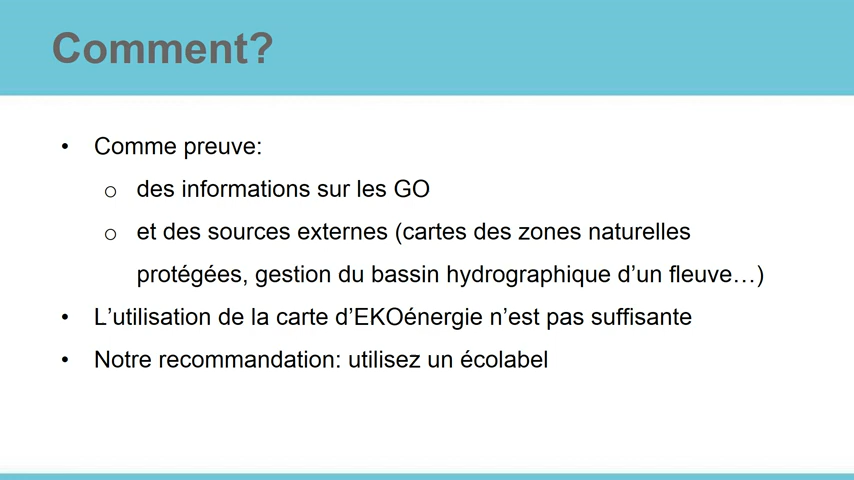 Comment?
• Comme preuve:
o des informations sur les GO
o et des sources externes (cartes des zones naturelles
protégées, gestion du bassin hydrographique d’un fleuve…)
• L’utilisation de la carte d’EKOénergie n’est pas suffisante
• Notre recommandation: utilisez un écolabel